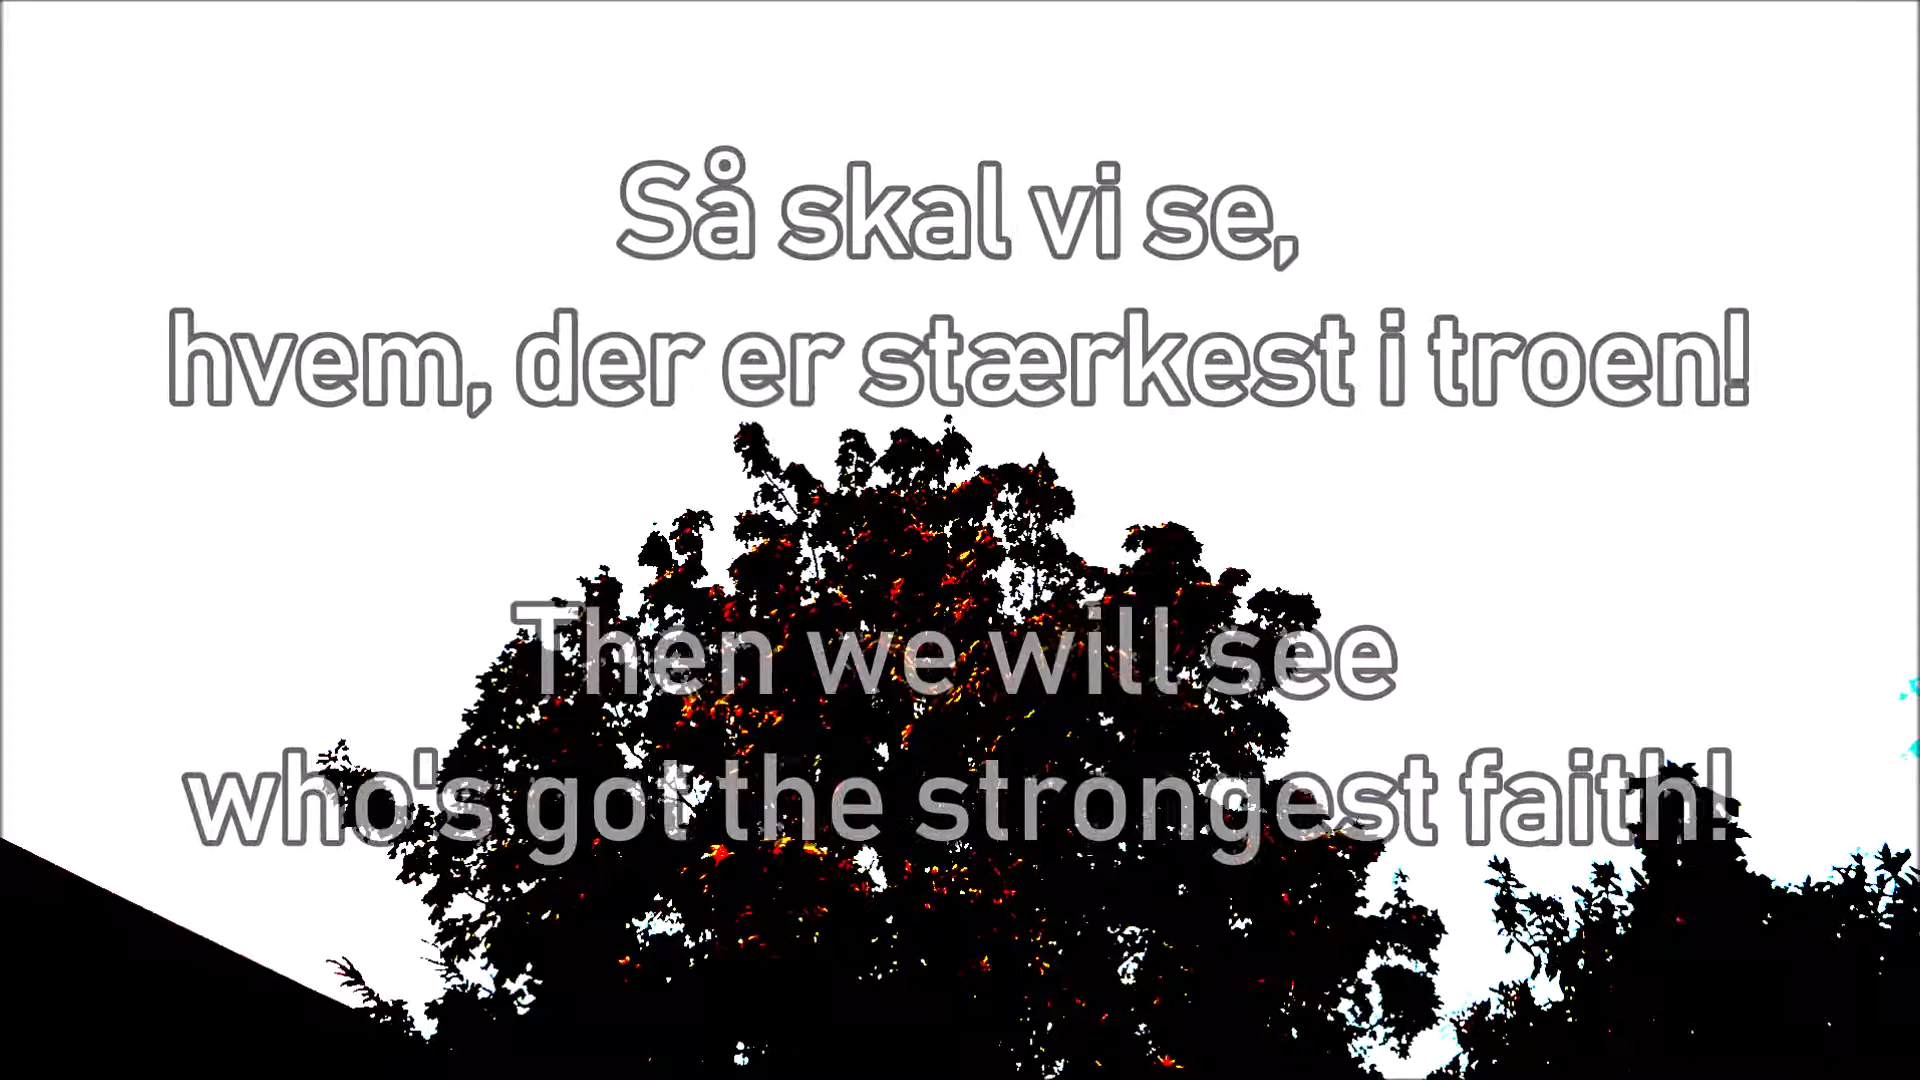 Så skal vi se,
hvem, der er stærkest i troen!
Then we will see
who's got the strongest faith!